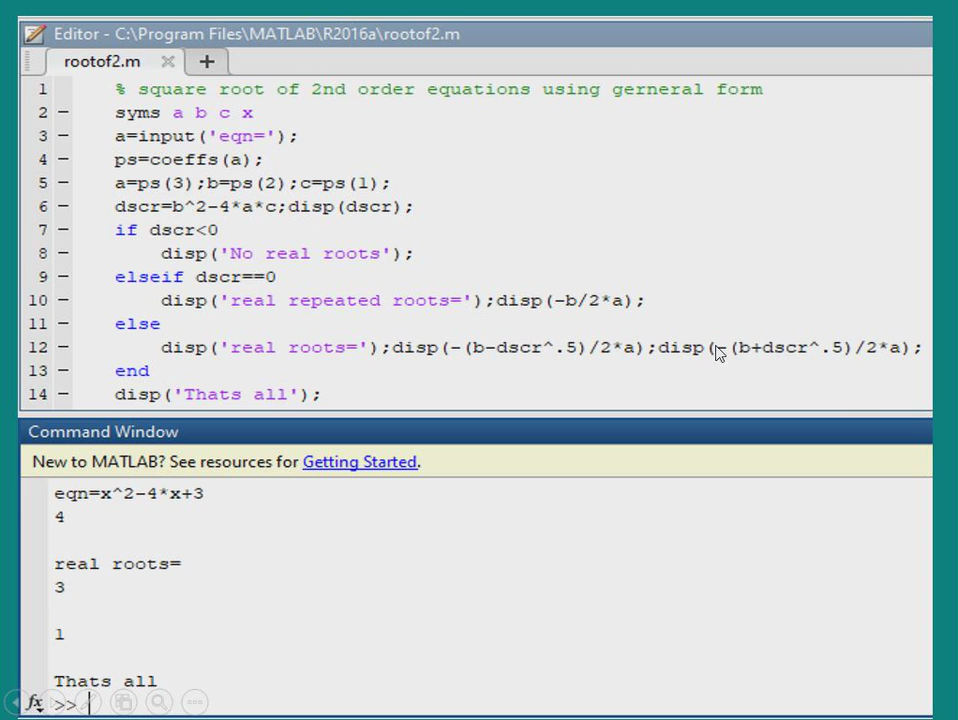 Editor - C:\Program Files\MATLAB\R2016a\rootof2.m
rootof2.m
1 % square root of 2nd order equations using gerneral form
2 - syms a b c x
3 - a=input('eqn=');
4 - ps=coeffs(a);
5 - a=ps(3);b=ps(2);c=ps(1);
6 - dscr=b^2-4*a*c;disp(dscr);
7 - if dscr<0
8 - disp('No real roots');
9 - elseif dscr==0
10 - disp('real repeated roots=');disp(-b/2*a);
11 - else
12 - disp('real roots=');disp(-(b-dscr^.5)/2*a);disp(-(b+dscr^.5)/2*a);
13 - end
14 - disp('Thats all');
Command Window
New to MATLAB? See resources for Getting Started.
eqn=x^2-4*x+3
4
real roots=
3
1
Thats all
fx >>